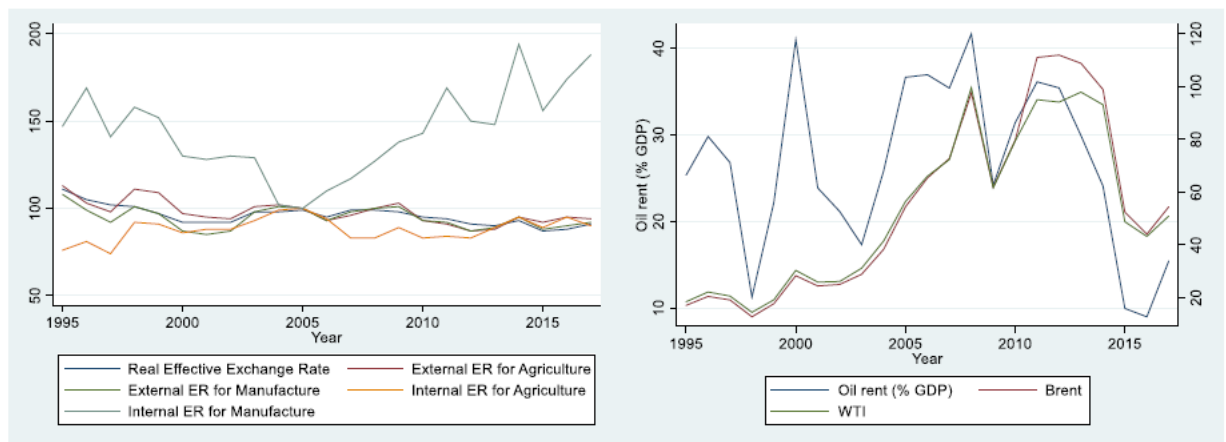 200
150
100
50
1995
2000
2005
2010
2015
Year
Real Effective Exchange Rate
External ER for Agriculture
External ER for Manufacture
Internal ER for Agriculture
Internal ER for Manufacture
Oil rent (% GDP)
40
30
20
10
120
100
80
60
40
20
1995
2000
2005
2010
2015
Year
Oil rent (% GDP)
Brent
WTI